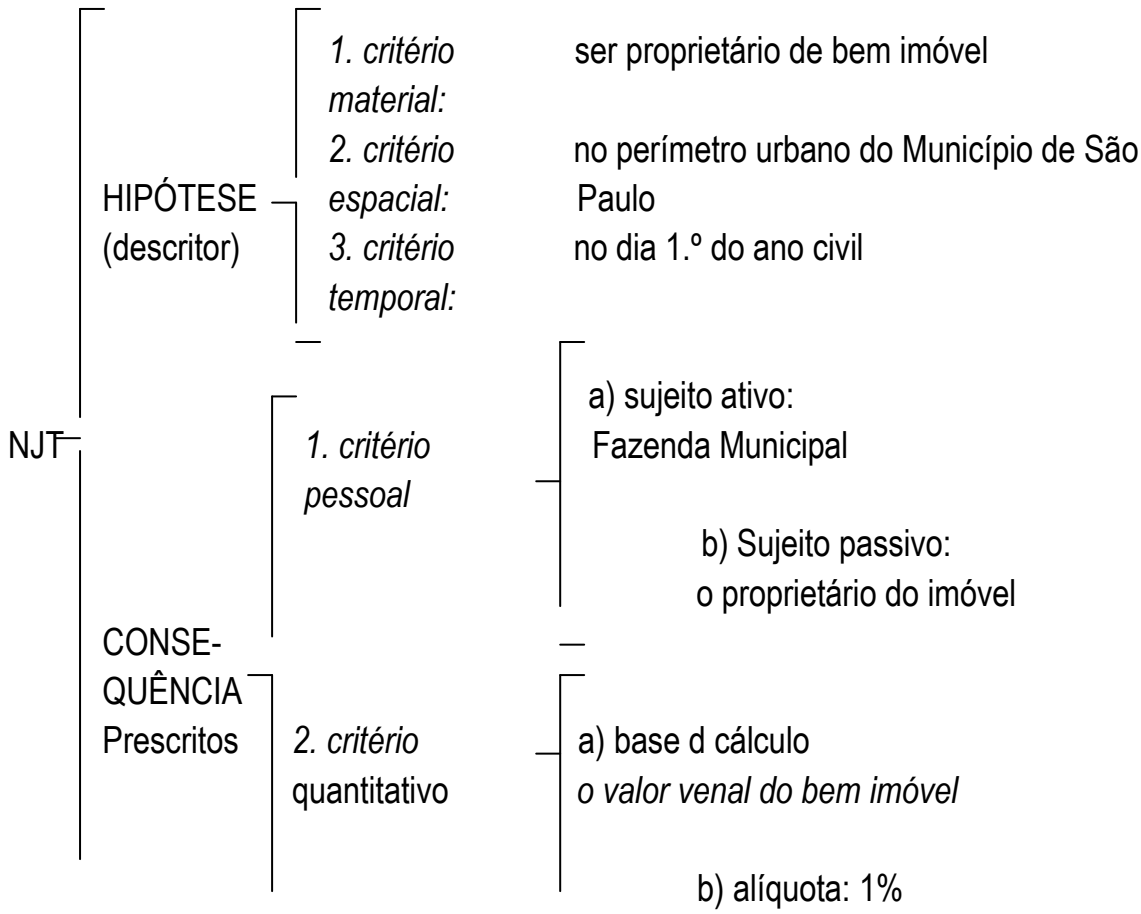 1. critério ser proprietário de bem imóvel
material:
2. critério no perímetro urbano do Município de São
HIPÓTESE espacial: Paulo
(descritor) 3. critério no dia 1.º do ano civil
temporal:
a) sujeito ativo:
NJT 1. critério Fazenda Municipal
pessoal
b) Sujeito passivo:
o proprietário do imóvel
CONSE-
QUÊNCIA
Prescritos 2. critério a) base d cálculo
quantitativo o valor venal do bem imóvel
b) alíquota: 1%